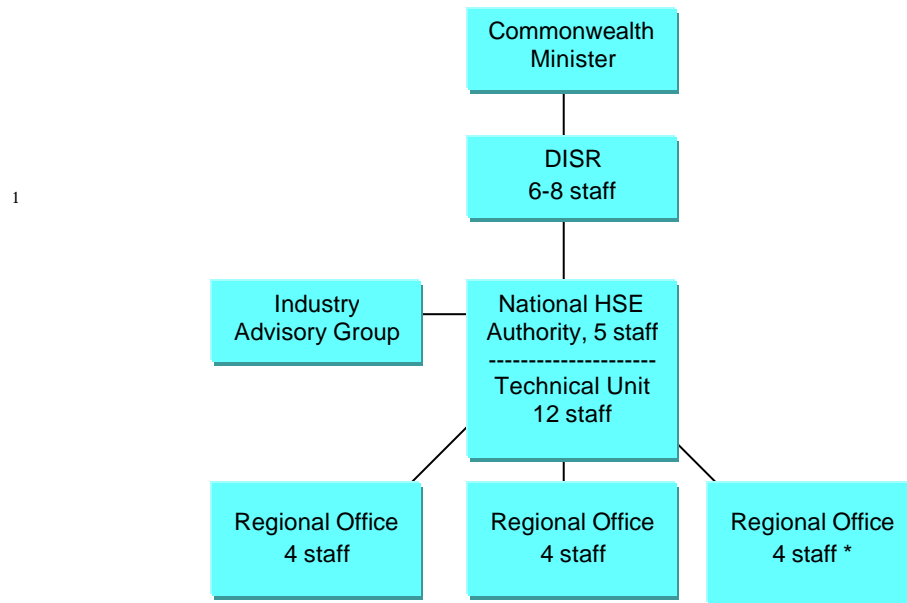 Commonwealth
Minister
DISR
6-8 staff
1
Industry
Advisory Group
National HSE
Authority, 5 staff
---------------------
Technical Unit
12 staff
Regional Office
4 staff
Regional Office
4 staff
Regional Office
4 staff *